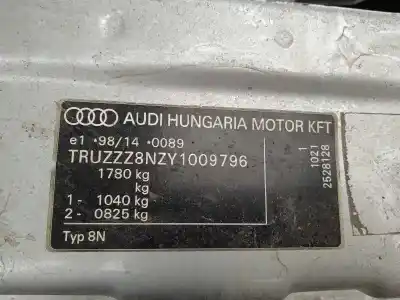 AUDI HUNGARIA MOTOR KFT
e1 *98/14 *0089
TRUZZZ8NZY1009796
1780 kg
kg
1- 1040 kg
2- 0825 kg
Typ 8N
1
1021
2528128